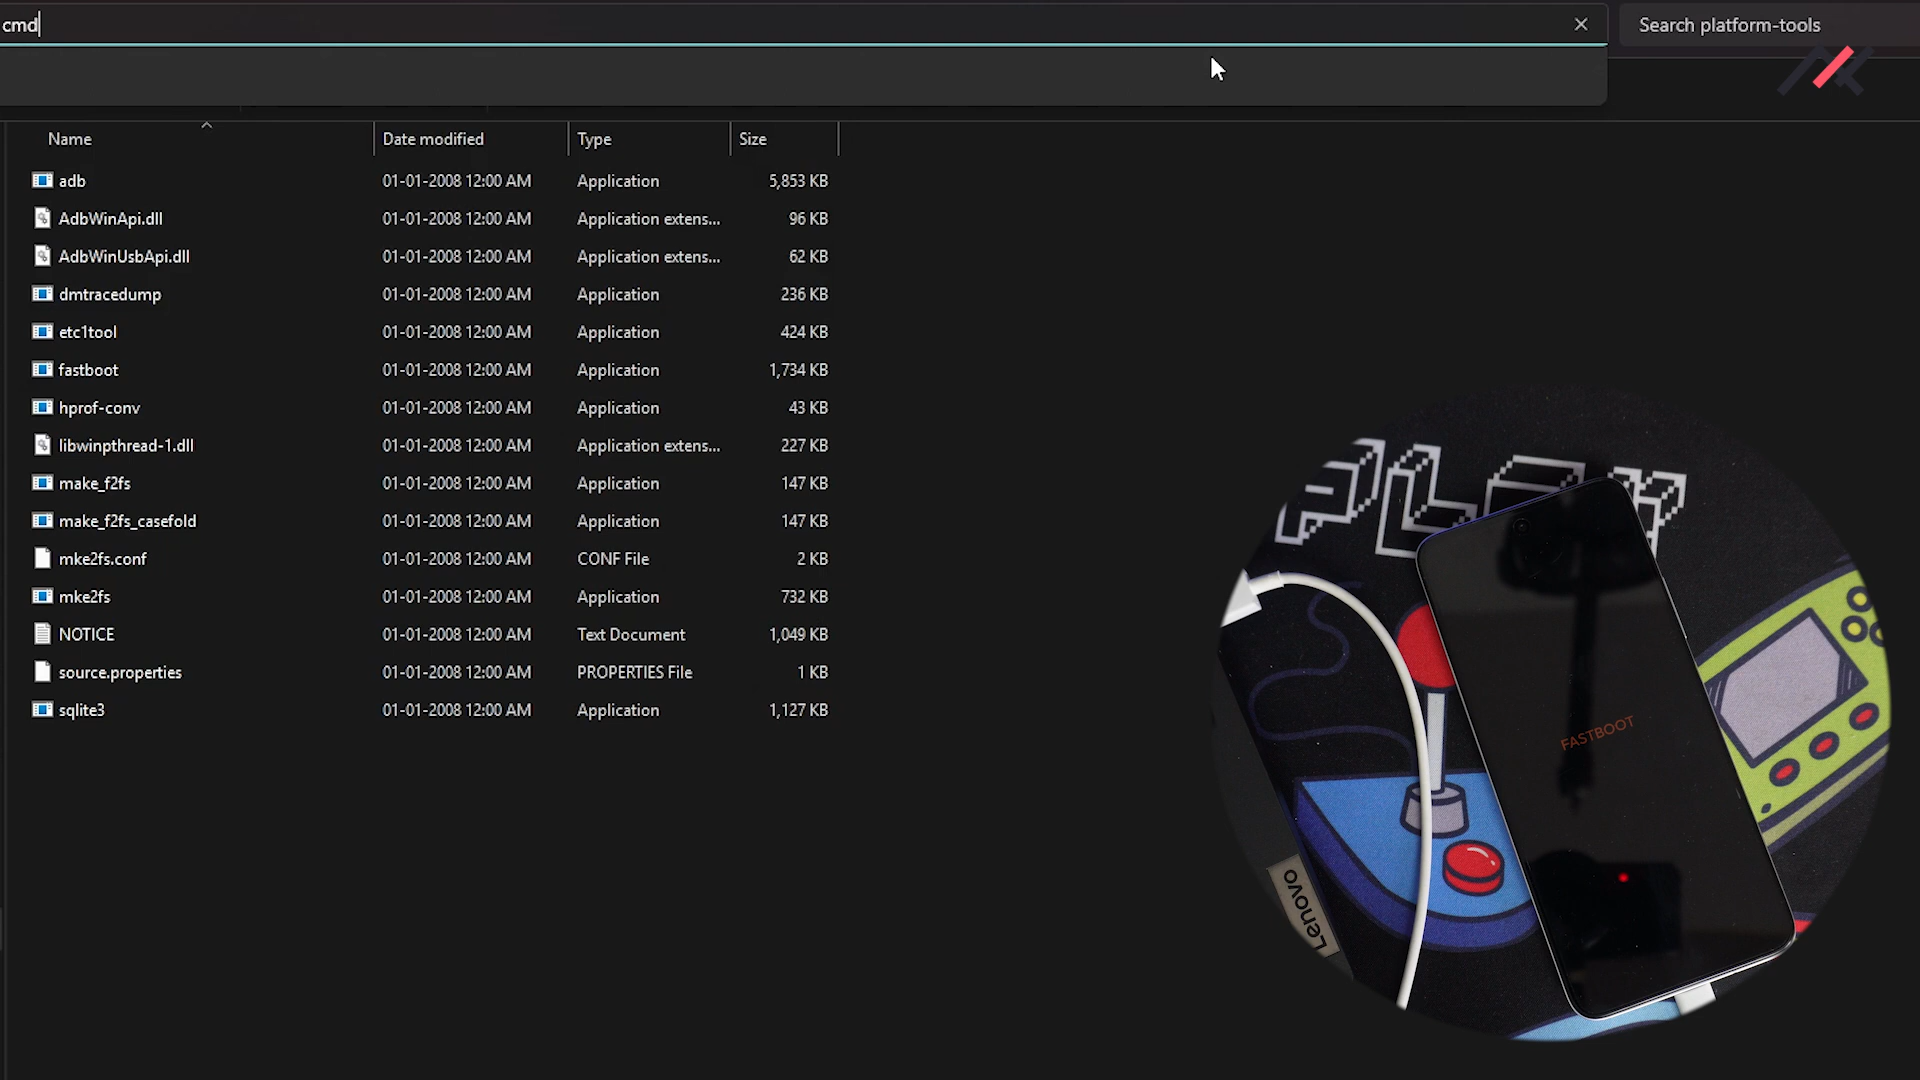 cmd
Search platform-tools
Name Date modified Type Size
adb 01-01-2008 12:00 AM Application 5,853 KB
AdbWinApi.dll 01-01-2008 12:00 AM Application extens... 96 KB
AdbWinUsbApi.dll 01-01-2008 12:00 AM Application extens... 62 KB
dmtracedump 01-01-2008 12:00 AM Application 236 KB
etc1tool 01-01-2008 12:00 AM Application 424 KB
fastboot 01-01-2008 12:00 AM Application 1,734 KB
hprof-conv 01-01-2008 12:00 AM Application 43 KB
libwinpthread-1.dll 01-01-2008 12:00 AM Application extens... 227 KB
make_f2fs 01-01-2008 12:00 AM Application 147 KB
make_f2fs_casefold 01-01-2008 12:00 AM Application 147 KB
mke2fs.conf 01-01-2008 12:00 AM CONF File 2 KB
mke2fs 01-01-2008 12:00 AM Application 732 KB
NOTICE 01-01-2008 12:00 AM Text Document 1,049 KB
source.properties 01-01-2008 12:00 AM PROPERTIES File 1 KB
sqlite3 01-01-2008 12:00 AM Application 1,127 KB
PLAY
FASTBOOT
Lenovo